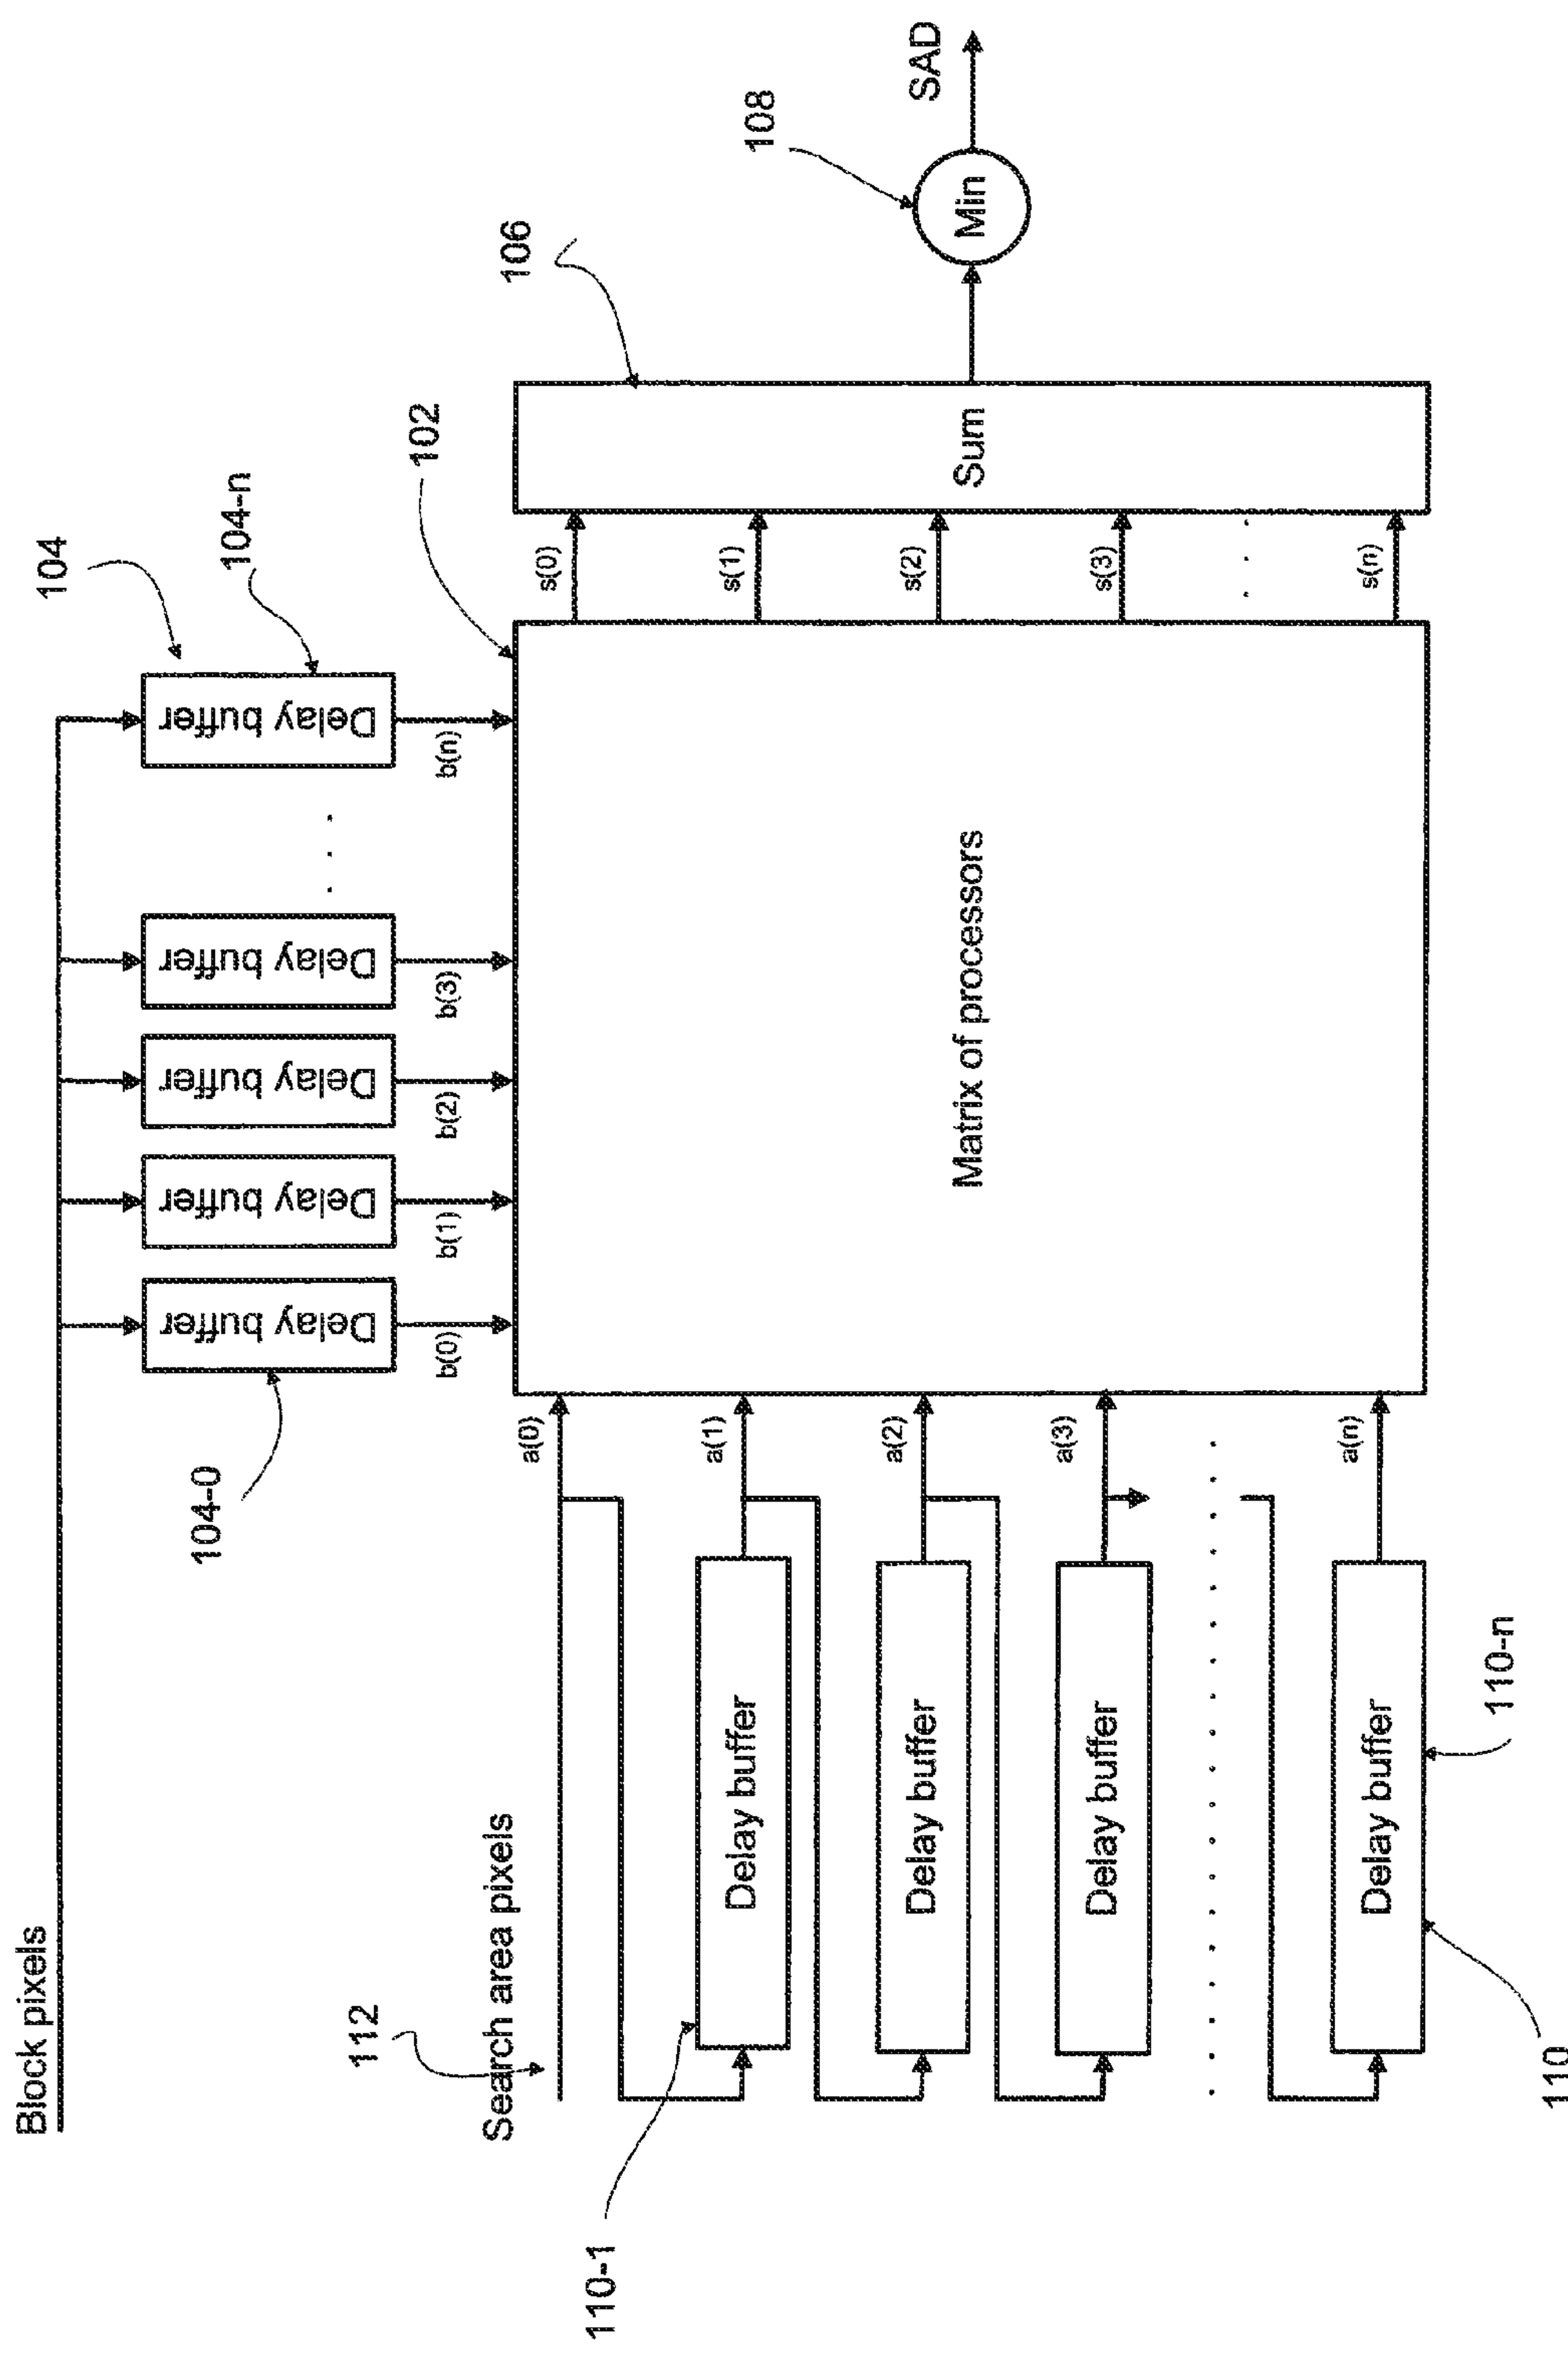 Block pixels
104
104-n
104-0
Delay buffer
Delay buffer
Delay buffer
Delay buffer
. . .
Delay buffer
b(0)
b(1)
b(2)
b(3)
b(n)
102
106
108
112
Search area pixels
a(0)
s(0)
110-1
Delay buffer
a(1)
s(1)
Delay buffer
a(2)
Matrix of processors
s(2)
Sum
Min
SAD
Delay buffer
a(3)
s(3)
. . .
Delay buffer
a(n)
s(n)
110
110-n